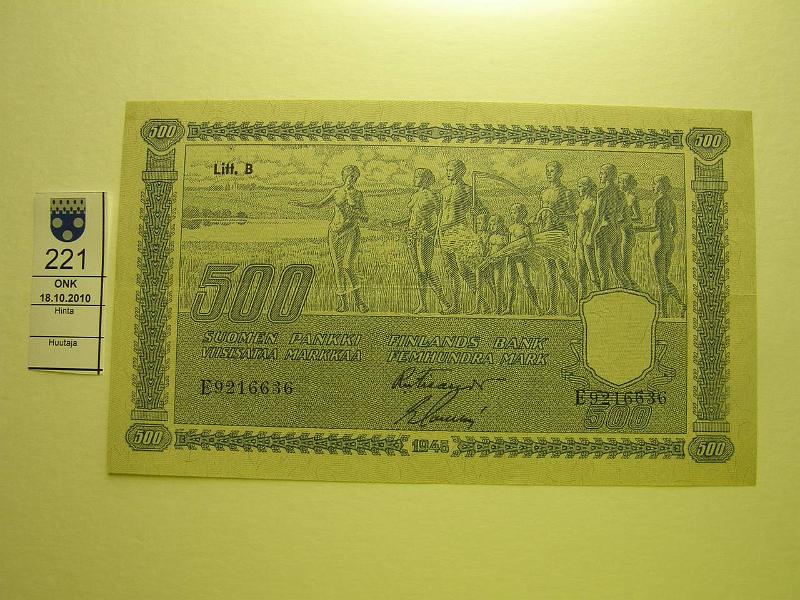 221
ONK
18.10.2010
Hinta
Huutaja
500
500
Litt. B
500
SUOMEN PANKKI FINLANDS BANK
VIISISATAA MARKKAA FEMHUNDRA MARK
E9216636
E9216636
500
500
1945
500